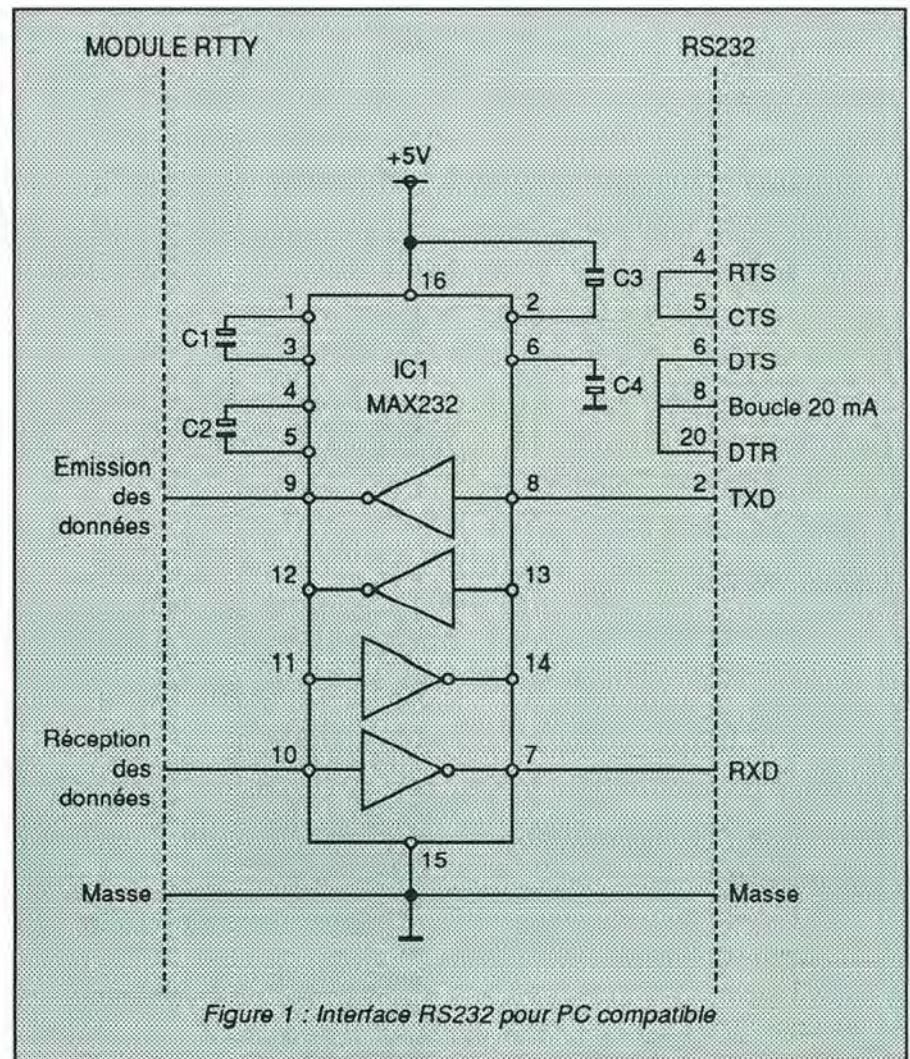 MODULE RTTY
RS232
+5V
16
C3
4
RTS
1
2
5
CTS
C1
3
6
6
DTS
IC1
4
C4
8
Boucle 20 mA
MAX232
C2
5
20
DTR
Emission
des
données
9
8
2
TXD
12
13
11
14
Réception
des
données
10
7
RXD
15
Masse
Masse
Figure 1 : Interface RS232 pour PC compatible